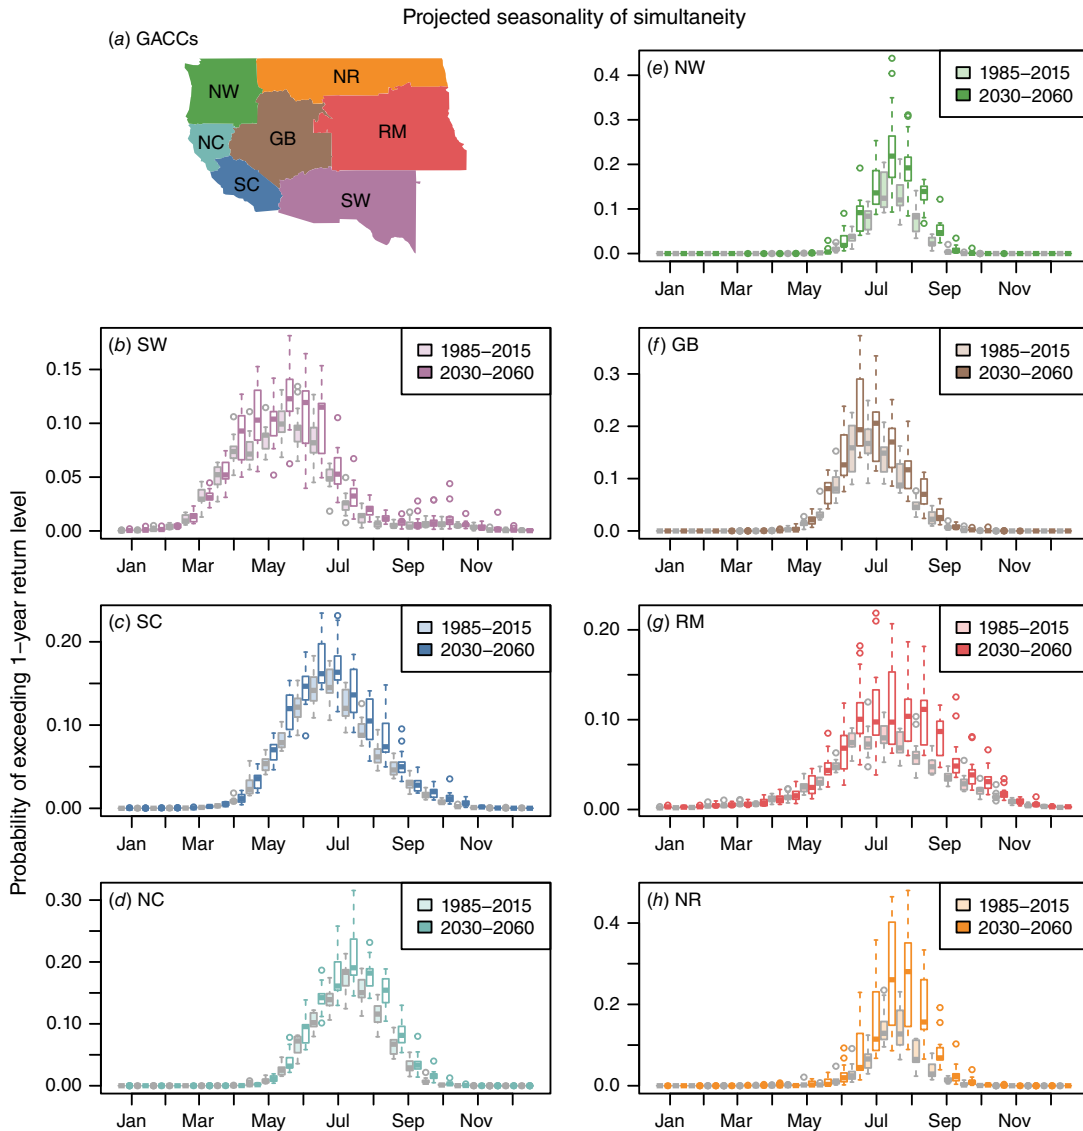 Projected seasonality of simultaneity
(a) GACCs
NW
NR
NC
GB
RM
SC
SW
Probability of exceeding 1−year return level
(e) NW
1985−2015
2030−2060
0.4
0.3
0.2
0.1
0.0
Jan Mar May Jul Sep Nov
(b) SW
1985−2015
2030−2060
0.15
0.10
0.05
0.00
Jan Mar May Jul Sep Nov
(f) GB
1985−2015
2030−2060
0.3
0.2
0.1
0.0
Jan Mar May Jul Sep Nov
(c) SC
1985−2015
2030−2060
0.20
0.10
0.00
Jan Mar May Jul Sep Nov
(g) RM
1985−2015
2030−2060
0.20
0.10
0.00
Jan Mar May Jul Sep Nov
(d) NC
1985−2015
2030−2060
0.30
0.20
0.10
0.00
Jan Mar May Jul Sep Nov
(h) NR
1985−2015
2030−2060
0.4
0.2
0.0
Jan Mar May Jul Sep Nov